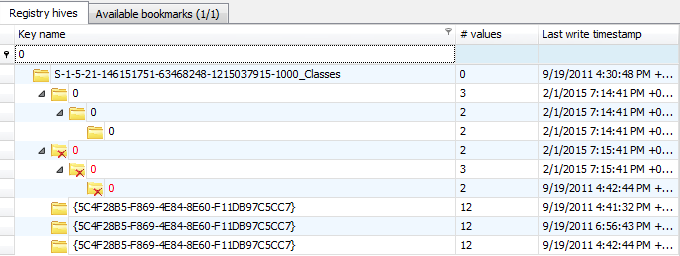 Registry hives Available bookmarks (1/1)
Key name # values Last write timestamp
0
S-1-5-21-146151751-63468248-1215037915-1000_Classes 0 9/19/2011 4:30:48 PM +...
0 3 2/1/2015 7:14:41 PM +0...
0 2 2/1/2015 7:14:41 PM +0...
0 2 2/1/2015 7:14:41 PM +0...
0 2 2/1/2015 7:15:41 PM +0...
0 3 2/1/2015 7:15:41 PM +0...
0 2 9/19/2011 4:42:44 PM +...
{5C4F28B5-F869-4E84-8E60-F11DB97C5CC7} 12 9/19/2011 4:41:32 PM +...
{5C4F28B5-F869-4E84-8E60-F11DB97C5CC7} 12 9/19/2011 6:56:43 PM +...
{5C4F28B5-F869-4E84-8E60-F11DB97C5CC7} 12 9/19/2011 4:42:44 PM +...